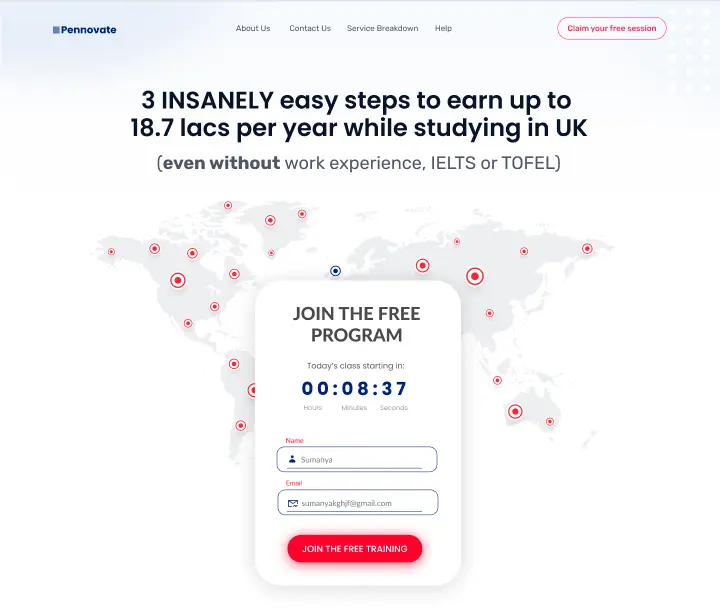 Pennovate
About Us Contact Us Service Breakdown Help
Claim your free session
3 INSANELY easy steps to earn up to
18.7 lacs per year while studying in UK
(even without work experience, IELTS or TOFEL)
JOIN THE FREE
PROGRAM
Today's class starting in:
00:08:37
Hours Minutes Seconds
Name
Sumanya
Email
sumanyakghjf@gmail.com
JOIN THE FREE TRAINING